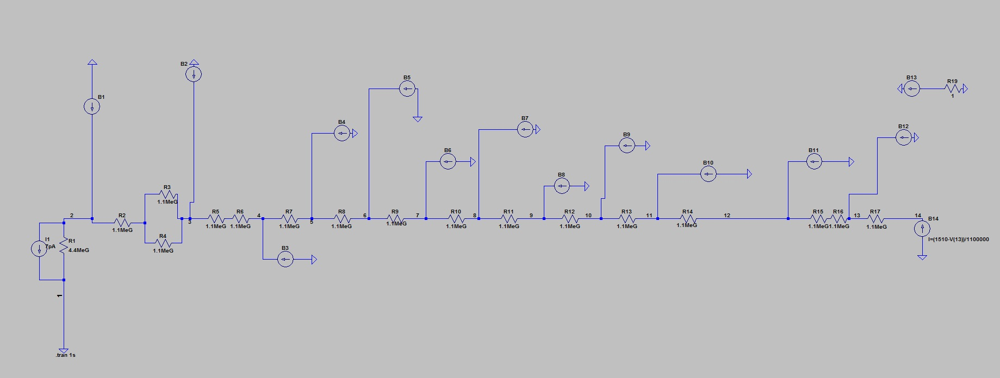 B2
B5
B13
R19
1
B1
B4
B7
B12
B9
B6
B11
B10
B8
R3
1.1MeG
2
R2
1.1MeG
3
R5
1.1MeG
R6
1.1MeG
4
R7
1.1MeG
5
R8
1.1MeG
6
R9
1.1MeG
7
R10
1.1MeG
8
R11
1.1MeG
9
R12
1.1MeG
10
R13
1.1MeG
11
R14
1.1MeG
12
R15
1.1MeG
R16
1.1MeG
13
R17
1.1MeG
14
B14
I=(1510-V(13))/1100000
R4
1.1MeG
I1
7pA
R1
4.4MeG
B3
1
.tran 1s